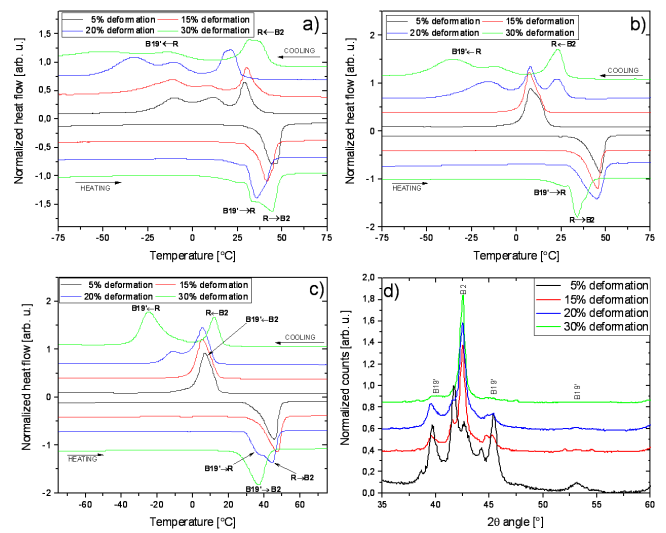 5% deformation 15% deformation
20% deformation 30% deformation
a)
B19'←R
R←B2
COOLING
HEATING
B19'→R
R→B2
Normalized heat flow [arb. u.]
1,5
1,0
0,5
0,0
-0,5
-1,0
-1,5
-75 -50 -25 0 25 50 75
Temperature [°C]
5% deformation 15% deformation
20% deformation 30% deformation
b)
B19'←R
R←B2
COOLING
HEATING
B19'→R
R→B2
Normalized heat flow [arb. u.]
2
1
0
-1
-2
-75 -50 -25 0 25 50 75
Temperature [°C]
5% deformation 15% deformation
20% deformation 30% deformation
c)
B19'←R
R←B2
B19'←B2
COOLING
HEATING
B19'→R
R→B2
B19'→B2
Normalized heat flow [arb. u.]
2
1
0
-1
-2
-60 -40 -20 0 20 40 60
Temperature [°C]
d)
5% deformation
15% deformation
20% deformation
30% deformation
B19'
B2
B19'
B19'
Normalized counts [arb. u.]
2,0
1,8
1,6
1,4
1,2
1,0
0,8
0,6
0,4
0,2
0,0
35 40 45 50 55 60
2θ angle [°]